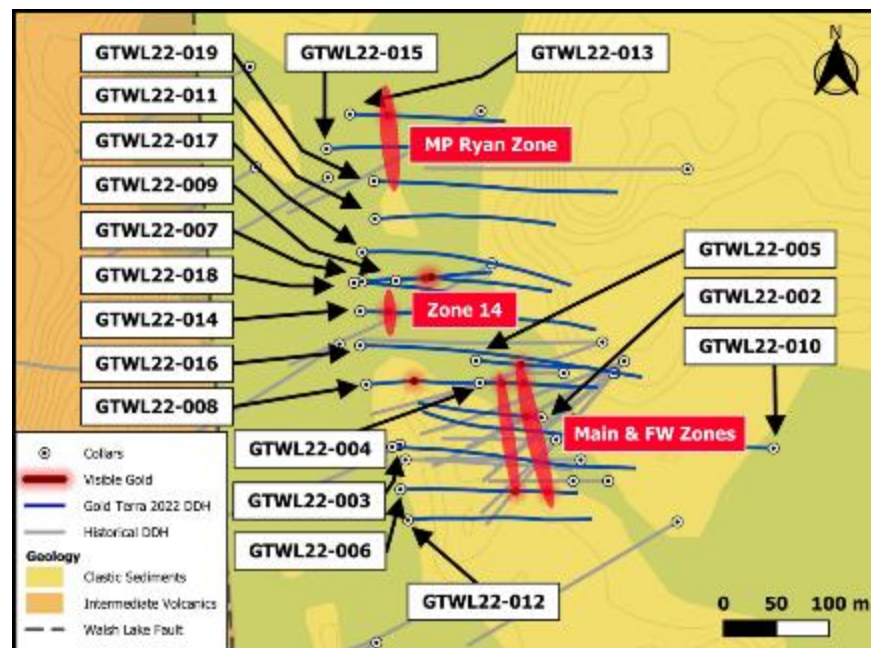 N
GTWL22-019
GTWL22-015
GTWL22-013
GTWL22-011
MP Ryan Zone
GTWL22-017
GTWL22-009
GTWL22-007
GTWL22-005
GTWL22-018
GTWL22-002
GTWL22-014
Zone 14
GTWL22-010
GTWL22-016
GTWL22-008
Main & FW Zones
GTWL22-004
GTWL22-003
GTWL22-006
GTWL22-012
Collars
Visible Gold
Gold Terra 2022 DDH
Historical DDH
Geology
Clastic Sediments
Intermediate Volcanics
Walsh Lake Fault
0 50 100 m